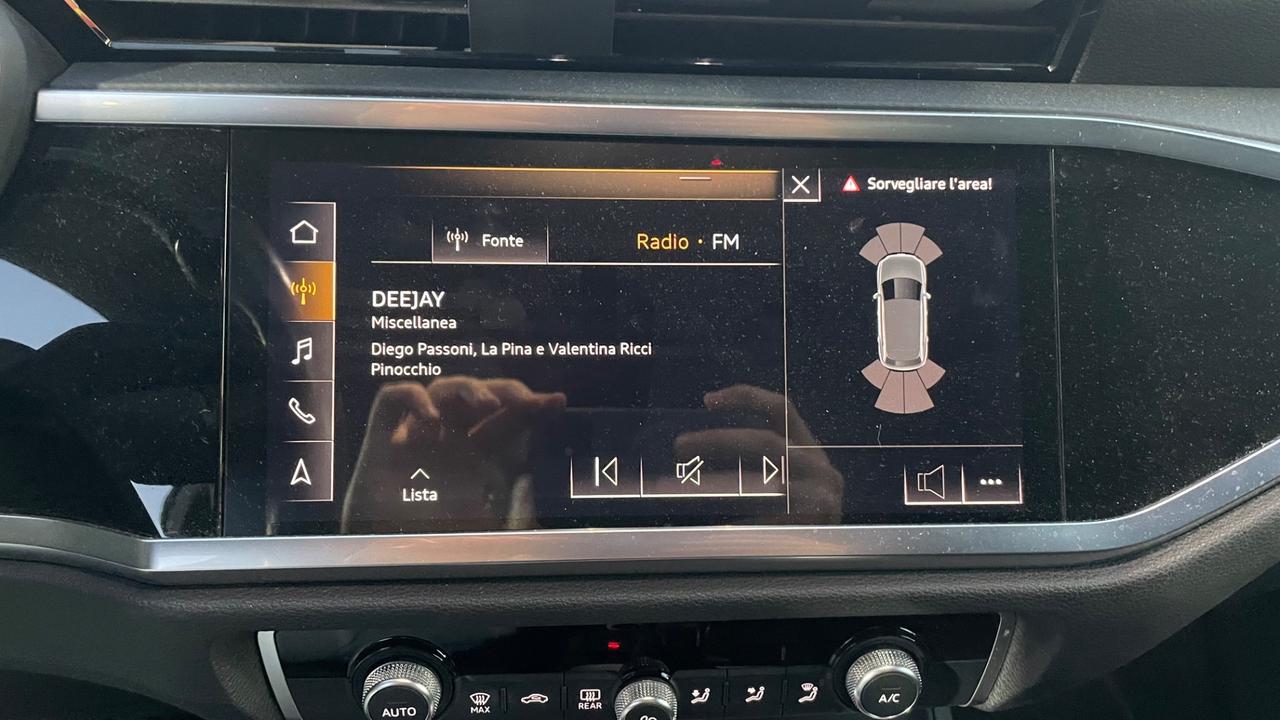 Sorvegliare l'area!
Fonte
Radio · FM
DEEJAY
Miscellanea
Diego Passoni, La Pina e Valentina Ricci
Pinocchio
Lista
AUTO
MAX
REAR
A/C